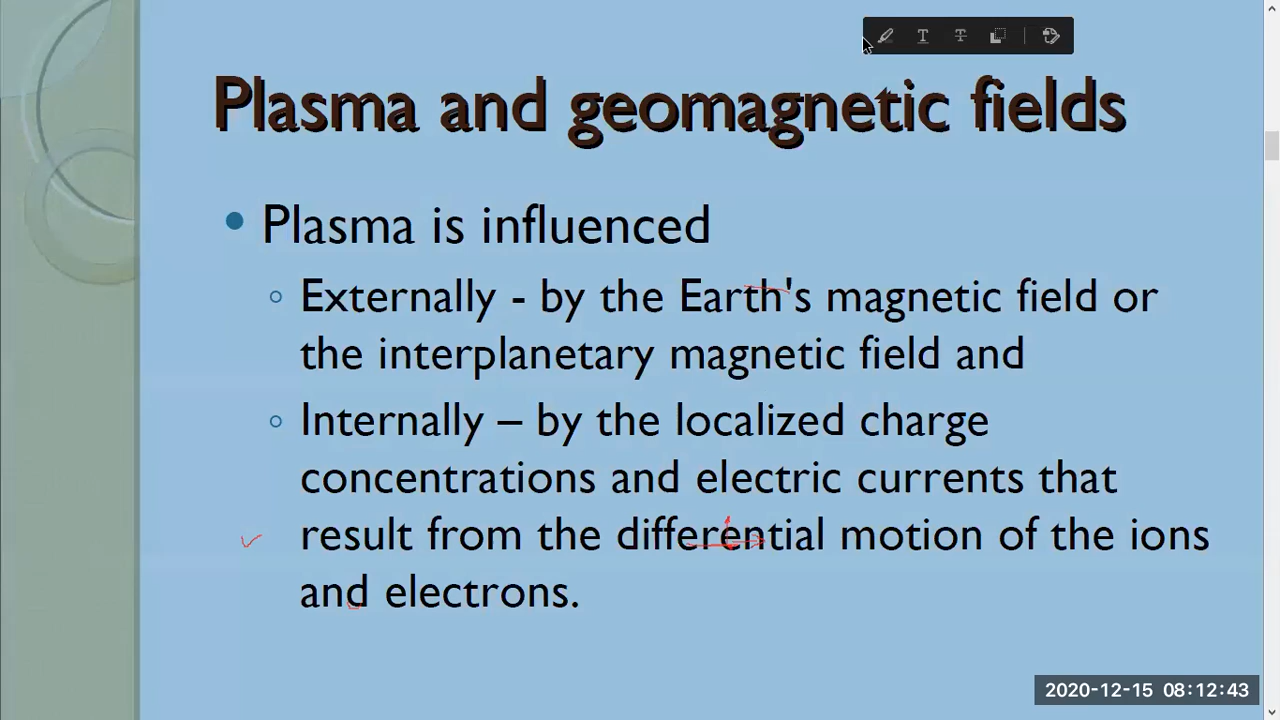 Plasma and geomagnetic fields
• Plasma is influenced
◦ Externally - by the Earth's magnetic field or
the interplanetary magnetic field and
◦ Internally – by the localized charge
concentrations and electric currents that
result from the differential motion of the ions
and electrons.
2020-12-15 08:12:43